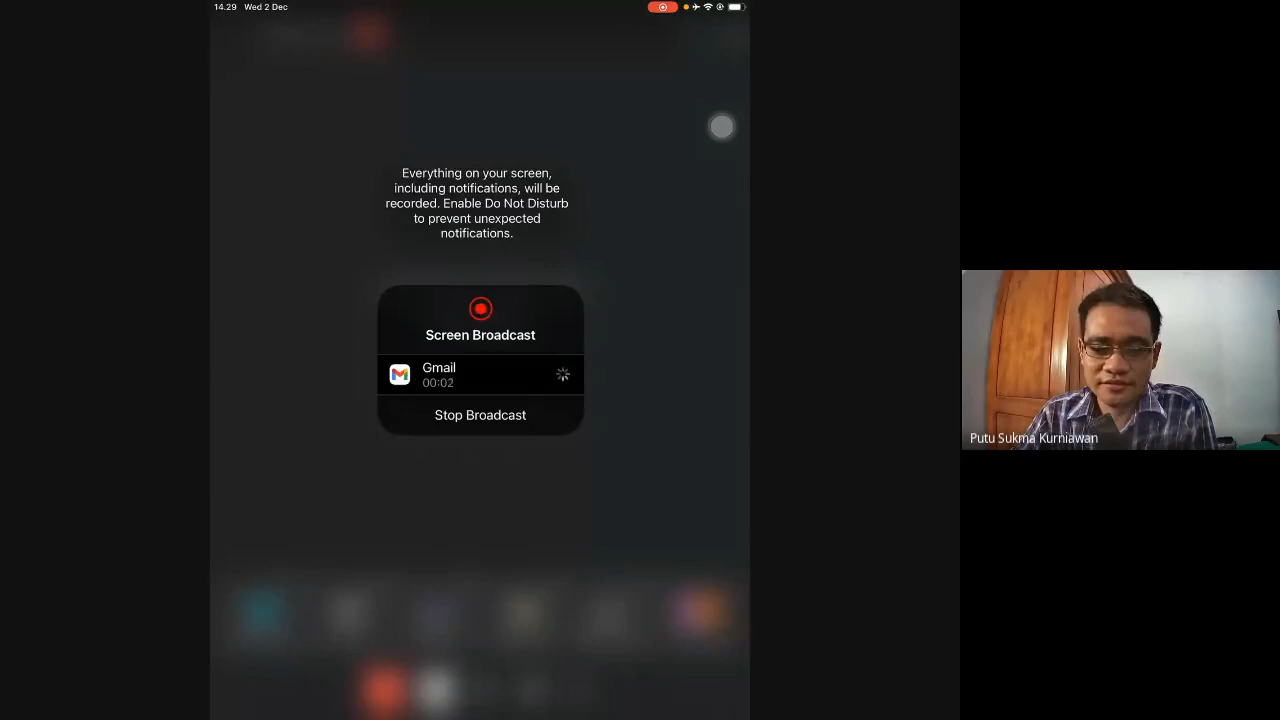 14.29 Wed 2 Dec
Everything on your screen,
including notifications, will be
recorded. Enable Do Not Disturb
to prevent unexpected
notifications.
Screen Broadcast
Gmail
00:02
Stop Broadcast
Putu Sukma Kurniawan